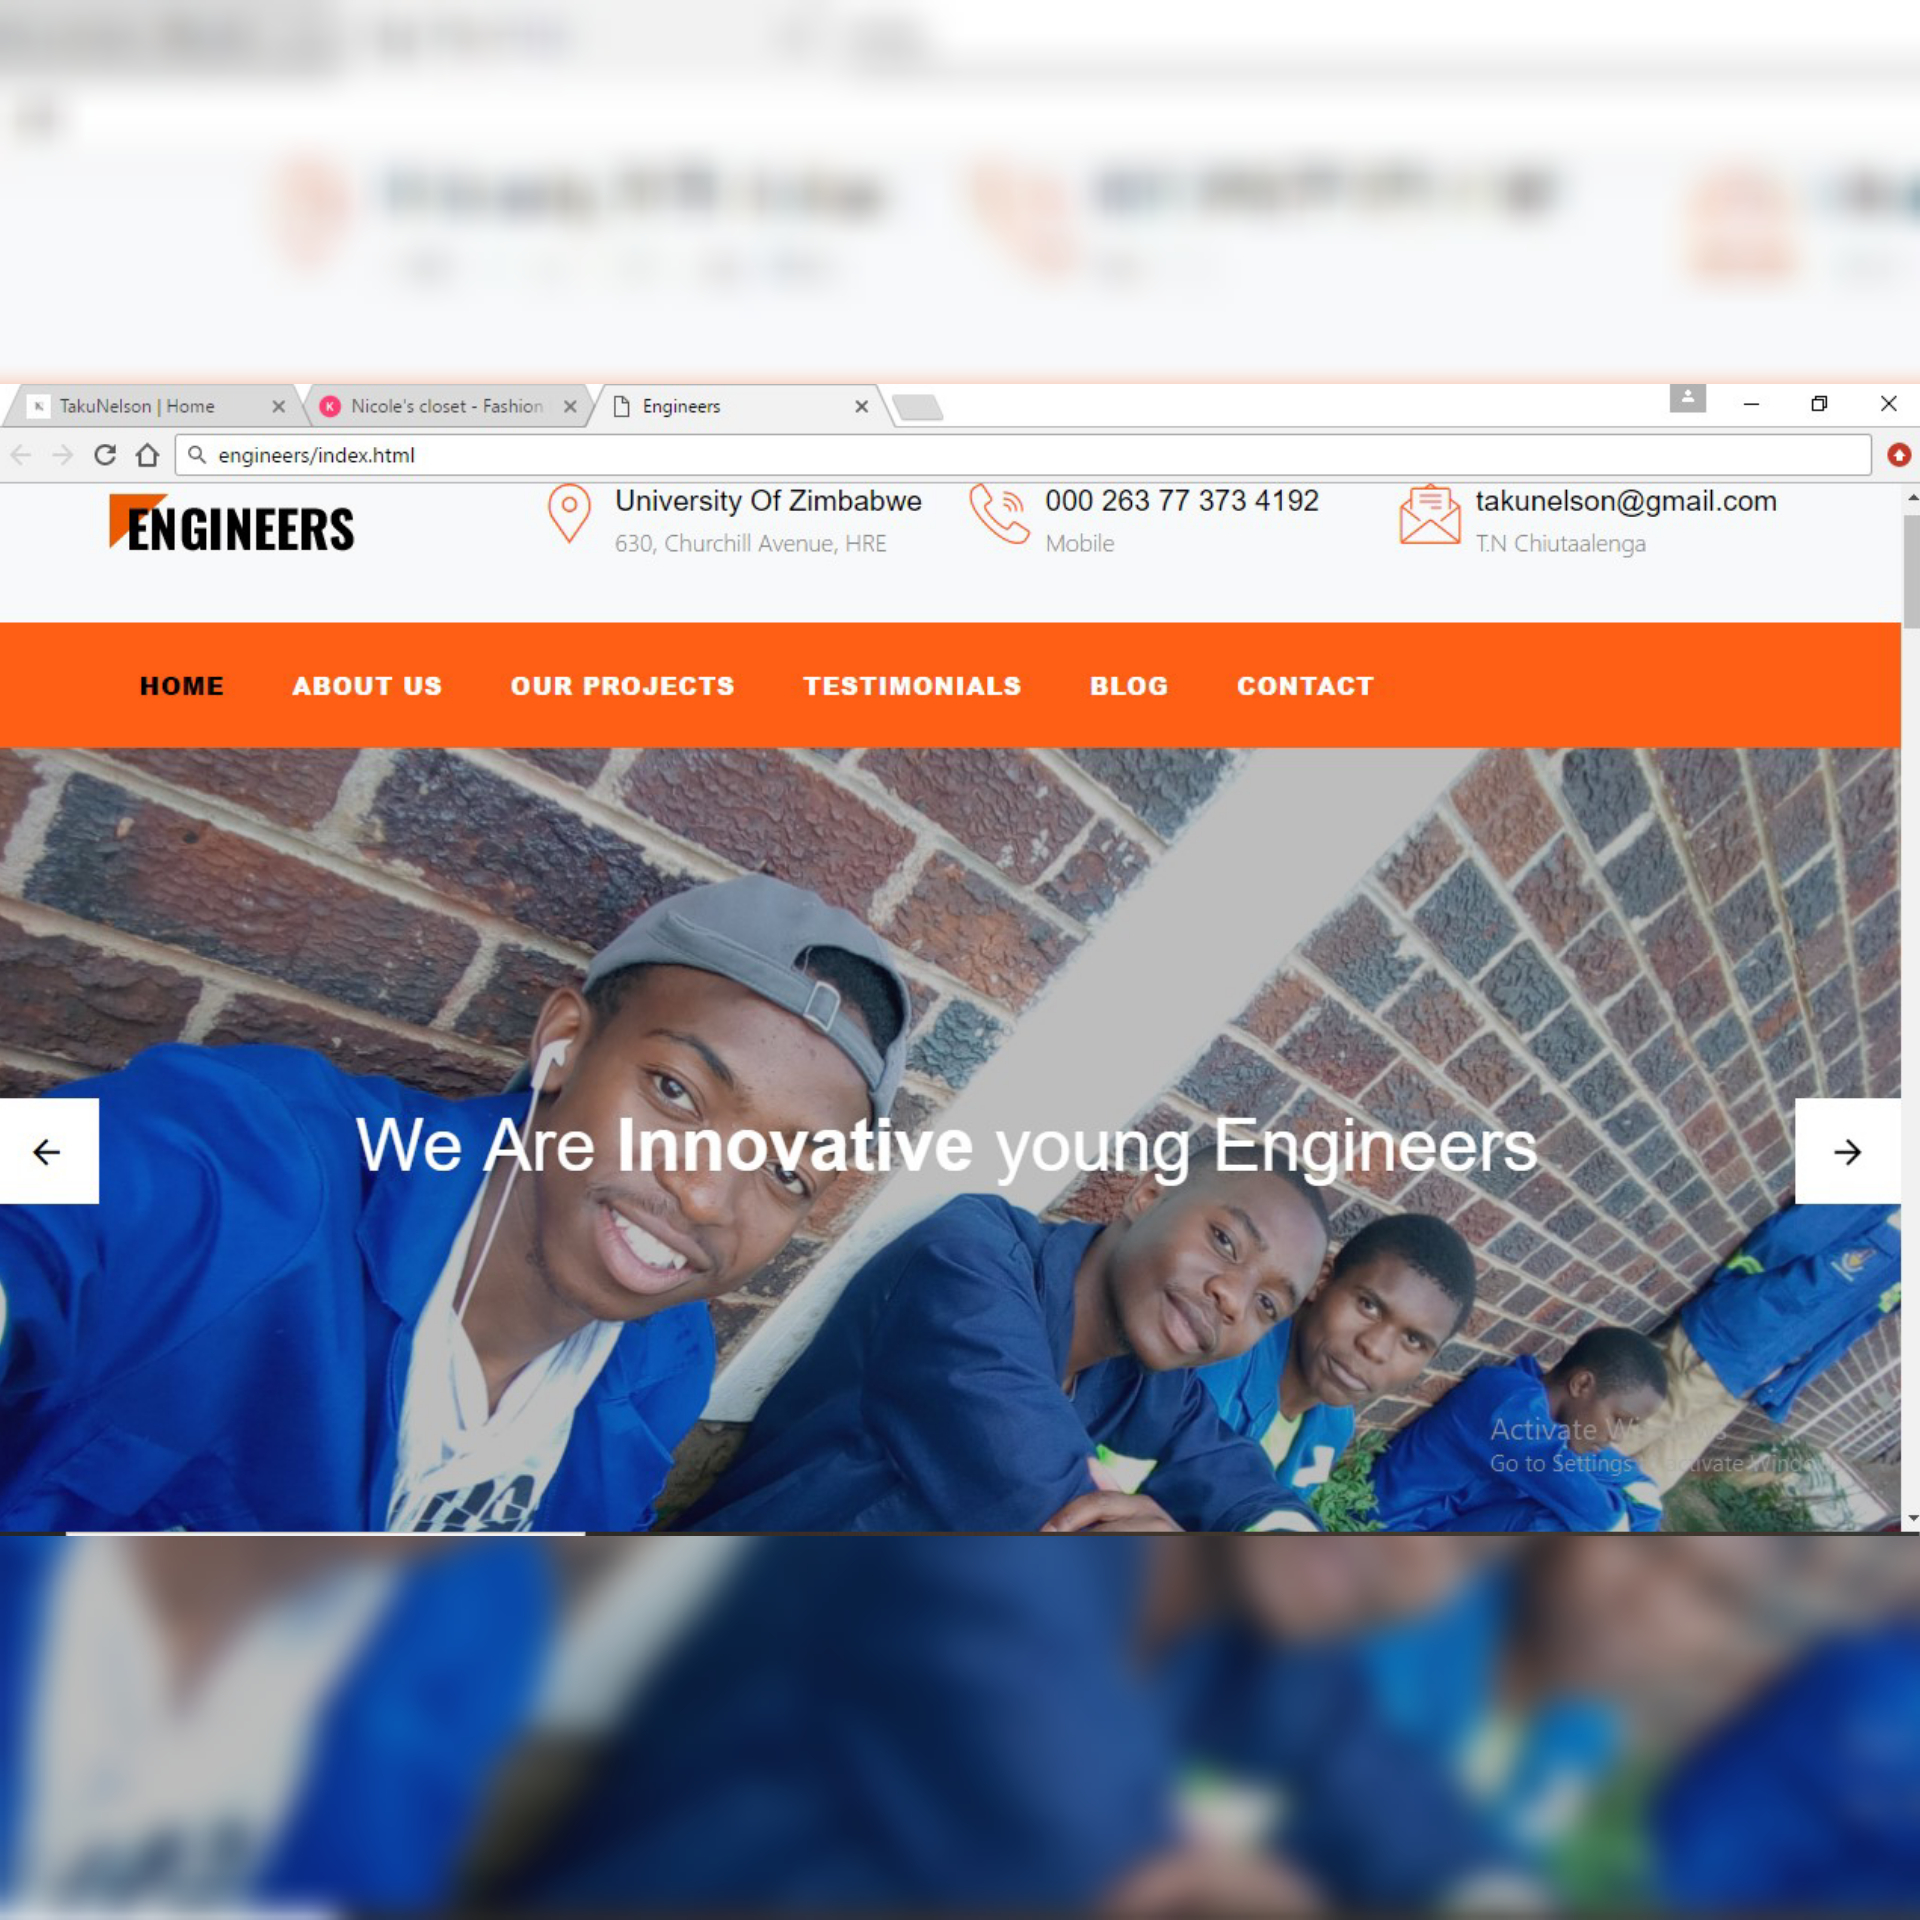 TakuNelson | Home
Nicole's closet - Fashion
Engineers
engineers/index.html
ENGINEERS
University Of Zimbabwe
630, Churchill Avenue, HRE
000 263 77 373 4192
Mobile
takunelson@gmail.com
T.N Chiutaalenga
HOME
ABOUT US
OUR PROJECTS
TESTIMONIALS
BLOG
CONTACT
We Are Innovative young Engineers
Activate
Go to Settings